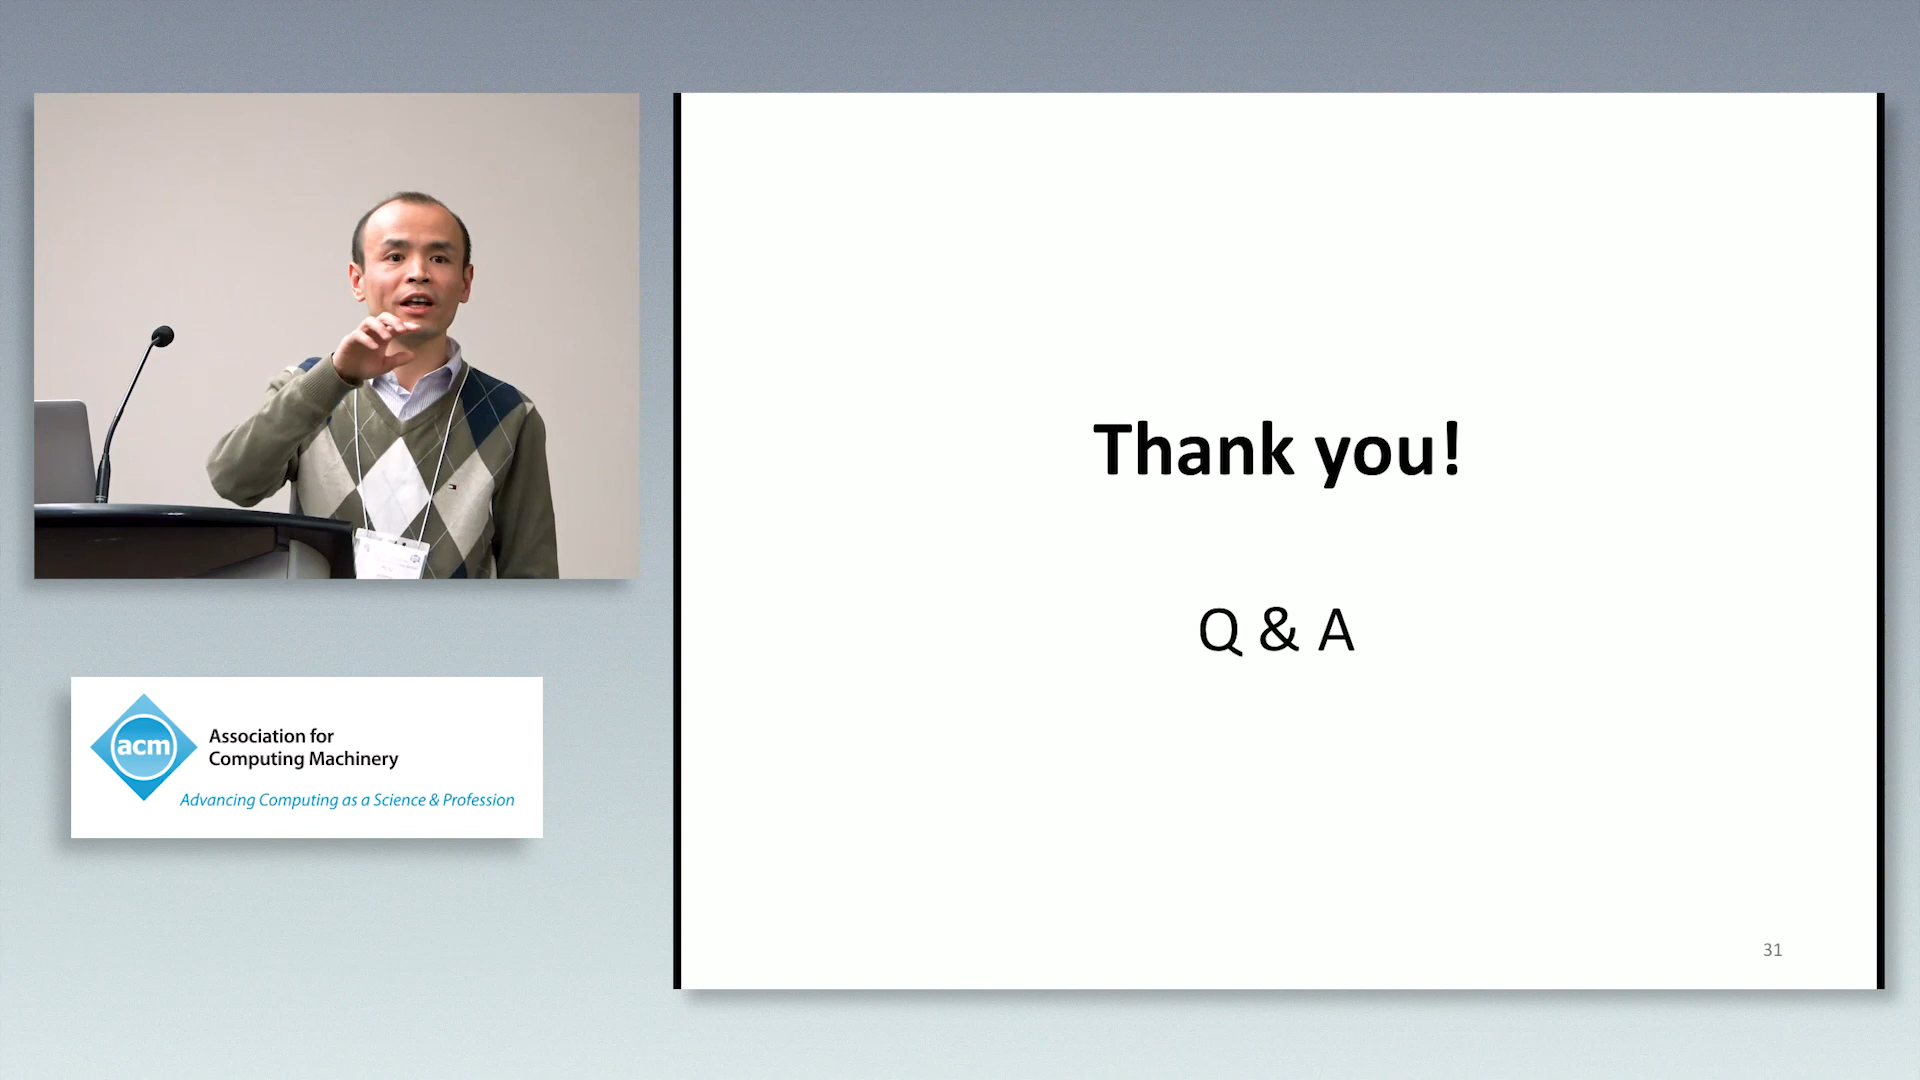 Thank you!
Q & A
31
acm
Association for
Computing Machinery
Advancing Computing as a Science & Profession